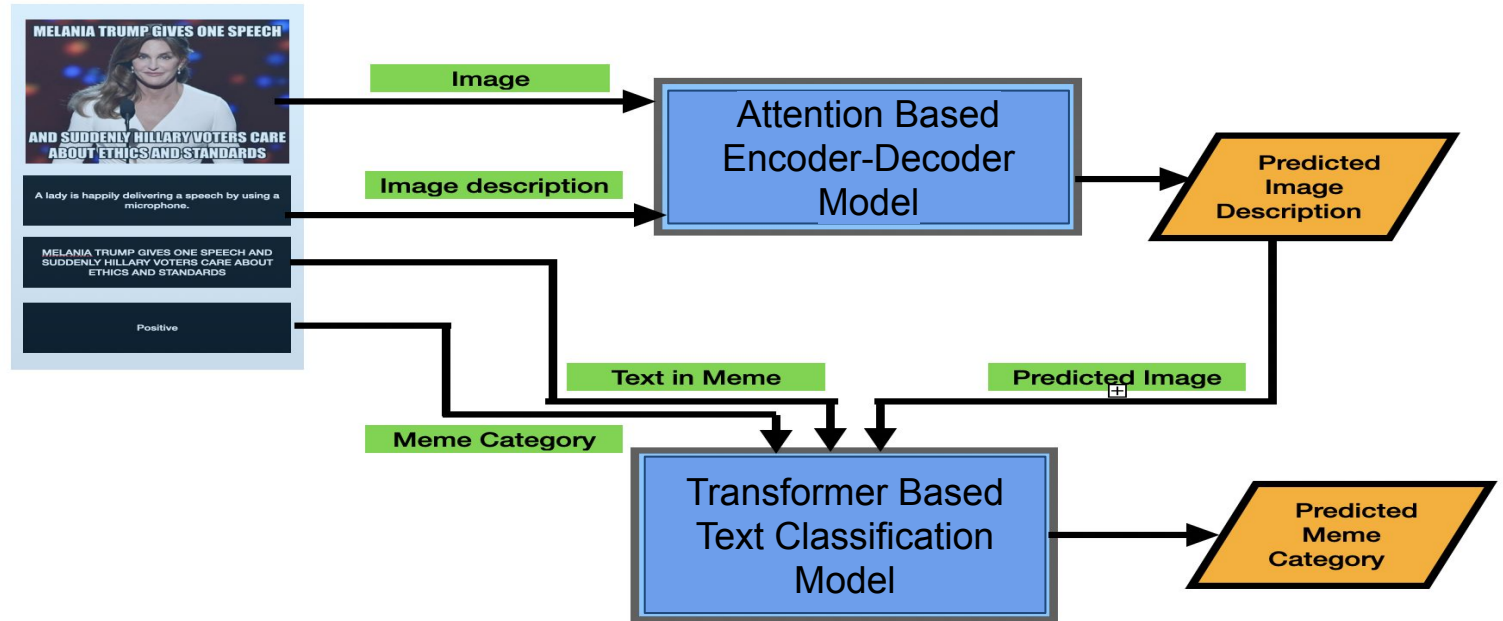 MELANIA TRUMP GIVES ONE SPEECH
AND SUDDENLY HILLARY VOTERS CARE
ABOUT ETHICS AND STANDARDS
A lady is happily delivering a speech by using a
microphone.
MELANIA TRUMP GIVES ONE SPEECH AND
SUDDENLY HILLARY VOTERS CARE ABOUT
ETHICS AND STANDARDS
Positive
Image
Image description
Attention Based
Encoder-Decoder
Model
Predicted
Image
Description
Text in Meme
Predicted Image
Meme Category
Transformer Based
Text Classification
Model
Predicted
Meme
Category